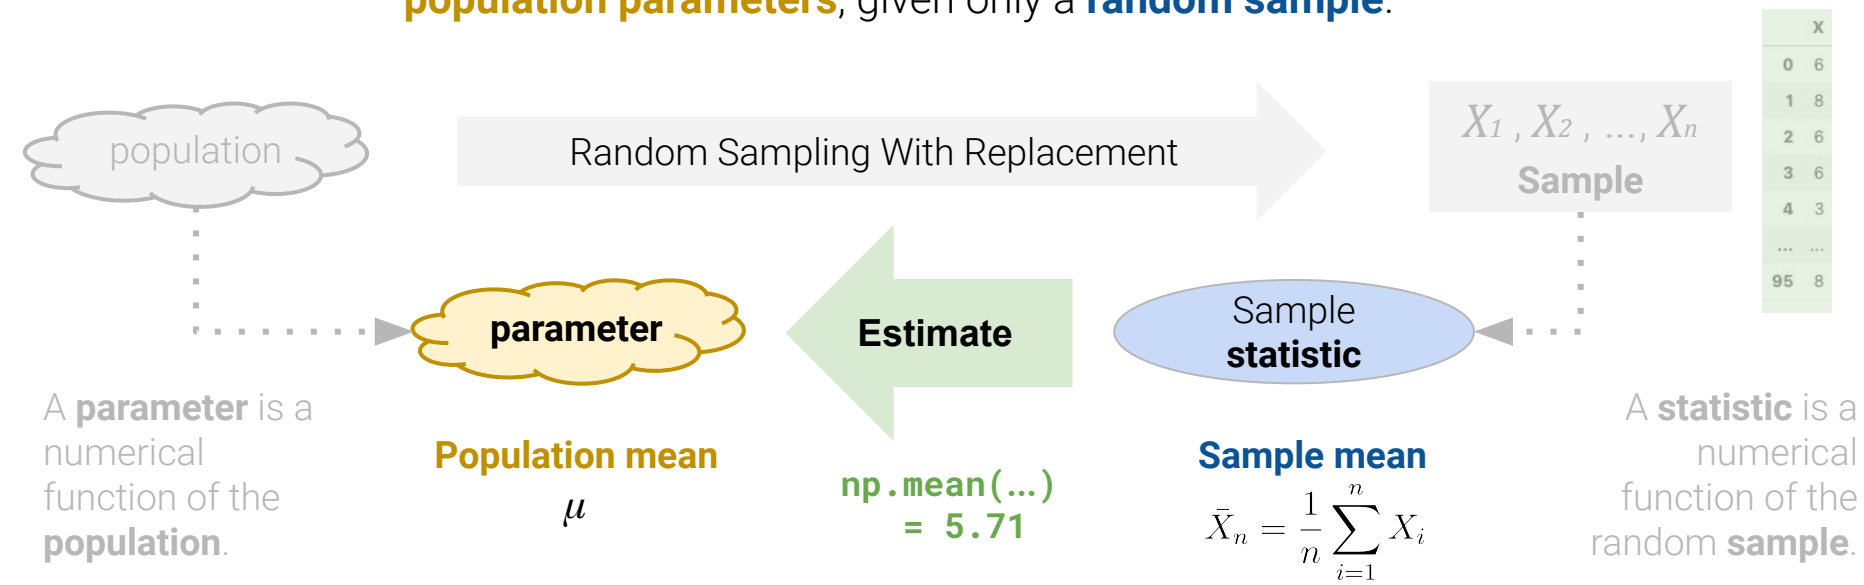 population parameters, given only a random sample.
population
Random Sampling With Replacement
X₁ , X₂ , ..., Xₙ
Sample
X
0 6
1 8
2 6
3 6
4 3
... ...
95 8
parameter
Estimate
Sample
statistic
A parameter is a
numerical
function of the
population.
Population mean
μ
np.mean(…)
= 5.71
Sample mean
X̄ₙ = 1/n ∑ᵢ₌₁ⁿ Xᵢ
A statistic is a
numerical
function of the
random sample.